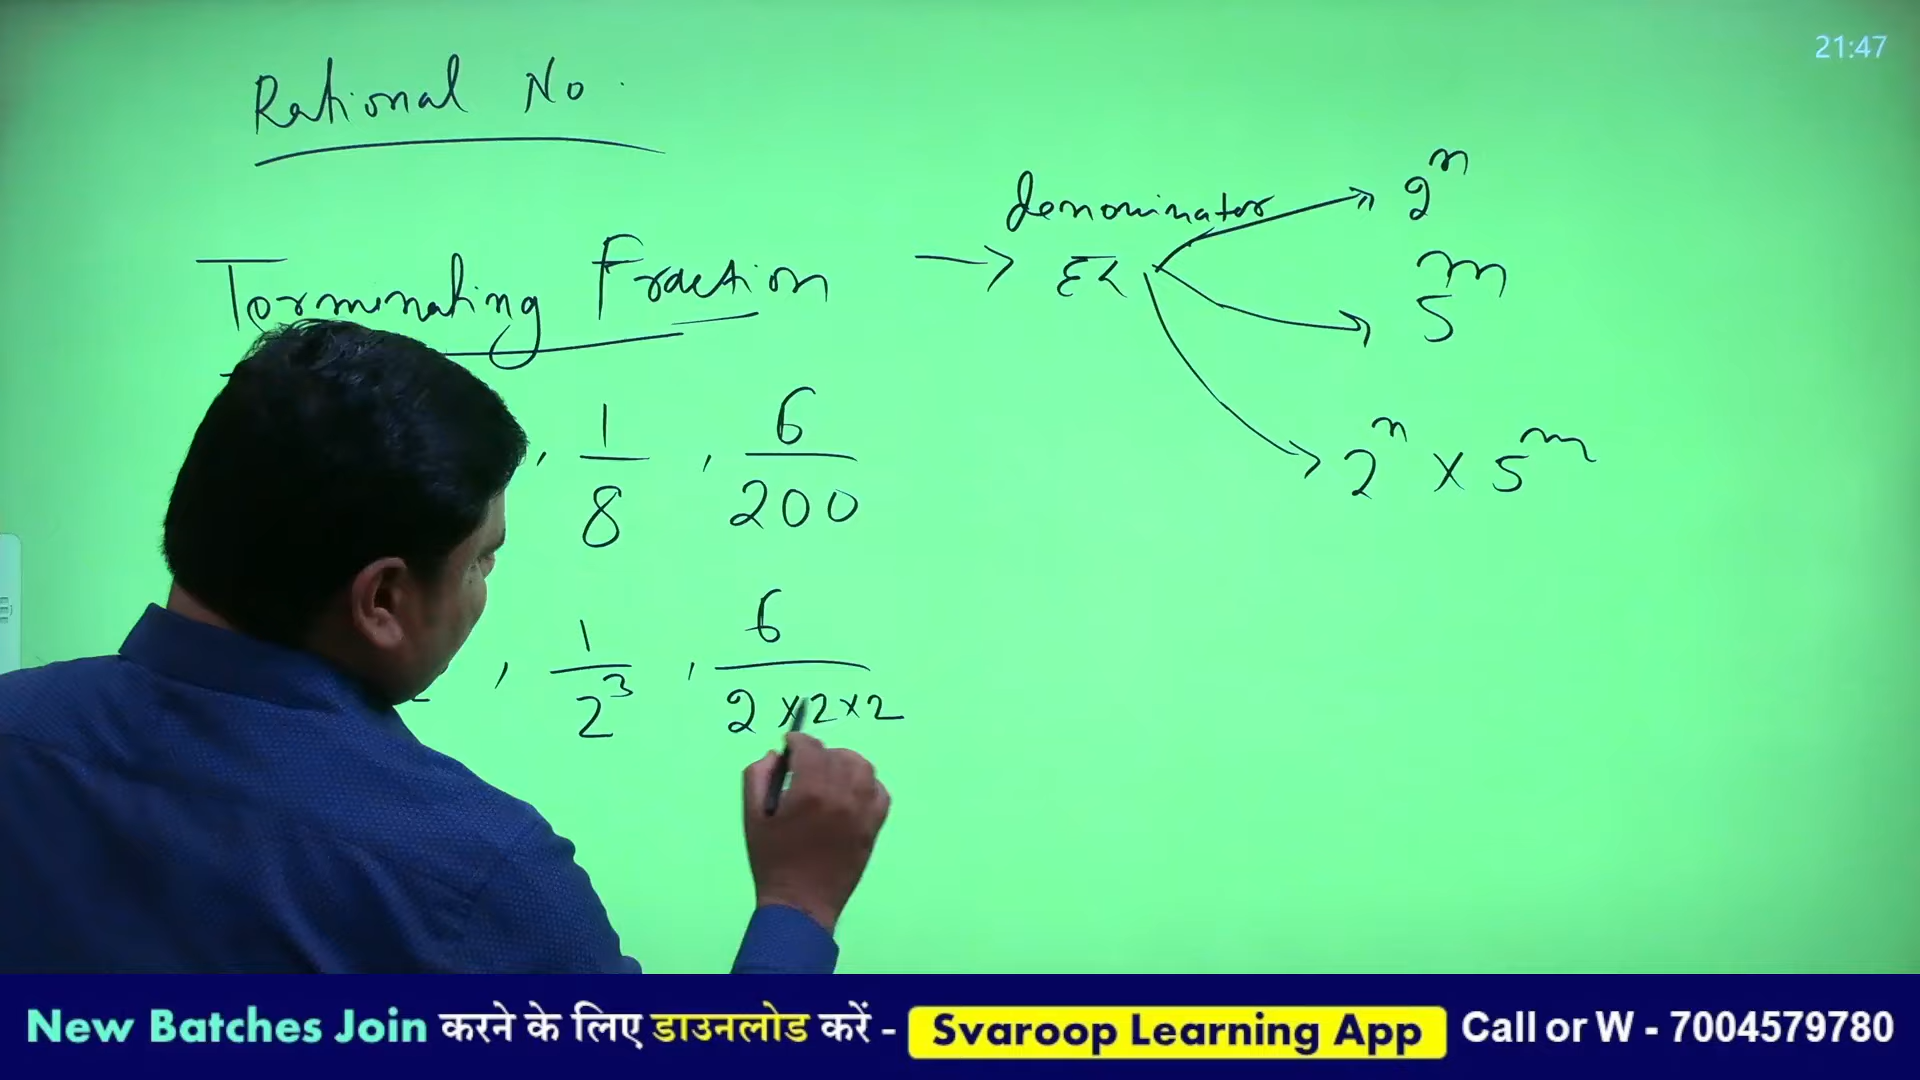 21:47
Rational No.
denominator
2^n
Terminating Fraction →
5^m
, 1/8 , 6/200
2^n x 5^m
, 1/2^3 , 6/2 x 2 x 2
New Batches Join करने के लिए डाउनलोड करें - Svaroop Learning App Call or W - 7004579780